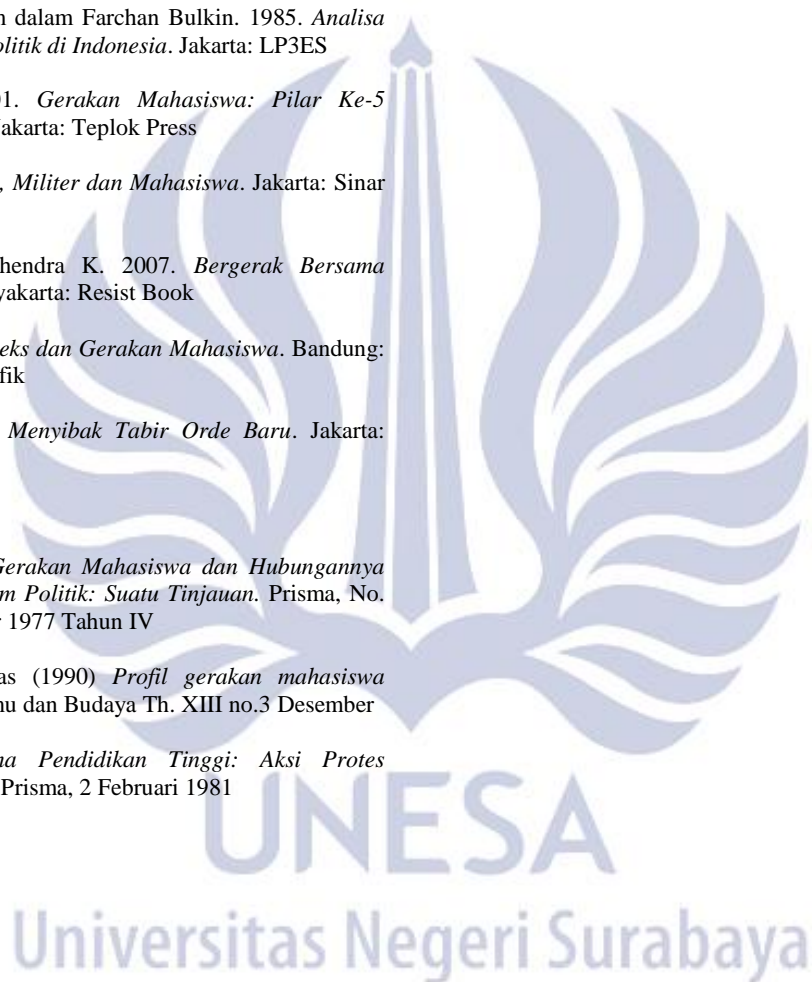 dalam Farchan Bulkin. 1985. Analisa
olitik di Indonesia. Jakarta: LP3ES
1. Gerakan Mahasiswa: Pilar Ke-5
akarta: Teplok Press
, Militer dan Mahasiswa. Jakarta: Sinar
hendra K. 2007. Bergerak Bersama
yakarta: Resist Book
eks dan Gerakan Mahasiswa. Bandung:
fik
Menyibak Tabir Orde Baru. Jakarta:
Gerakan Mahasiswa dan Hubungannya
m Politik: Suatu Tinjauan. Prisma, No.
1977 Tahun IV
as (1990) Profil gerakan mahasiswa
mu dan Budaya Th. XIII no.3 Desember
na Pendidikan Tinggi: Aksi Protes
Prisma, 2 Februari 1981
UNESA
Universitas Negeri Surabaya